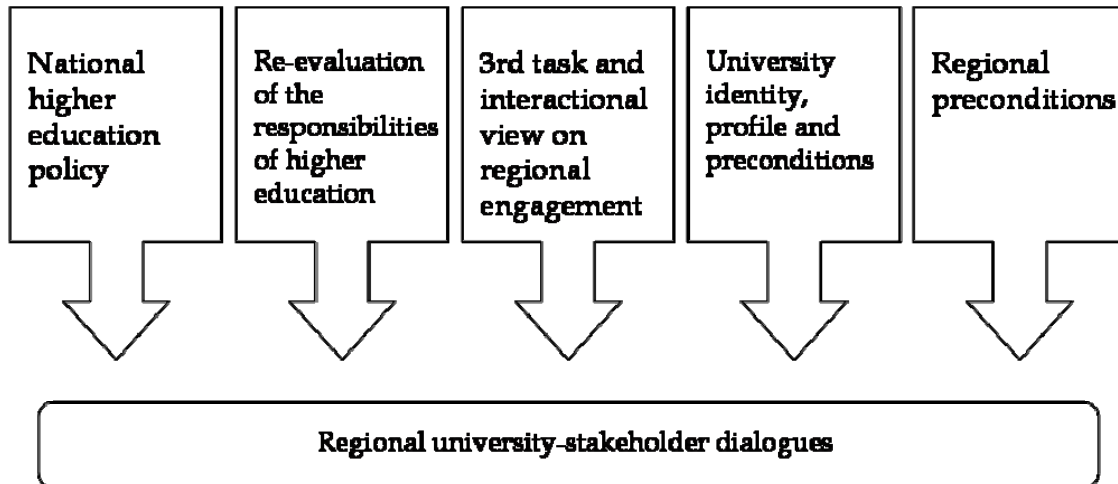 National
higher
education
policy
Re-evaluation
of the
responsibilities
of higher
education
3rd task and
interactional
view on
regional
engagement
University
identity,
profile and
preconditions
Regional
preconditions
Regional university-stakeholder dialogues